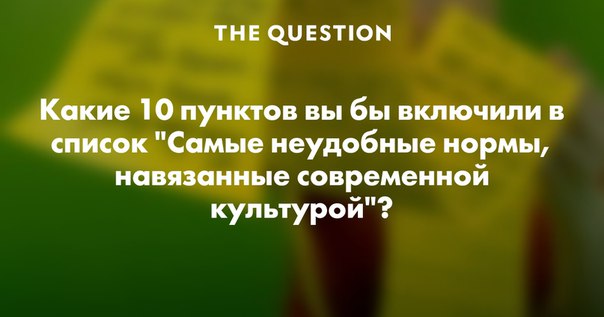 THE QUESTION
Какие 10 пунктов вы бы включили в
список "Самые неудобные нормы,
навязанные современной
культурой"?